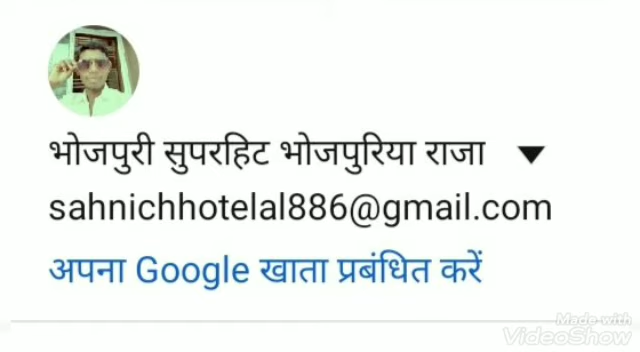 भोजपुरी सुपरहिट भोजपुरिया राजा
sahnichhotelal886@gmail.com
अपना Google खाता प्रबंधित करें
Made with
VideoShow